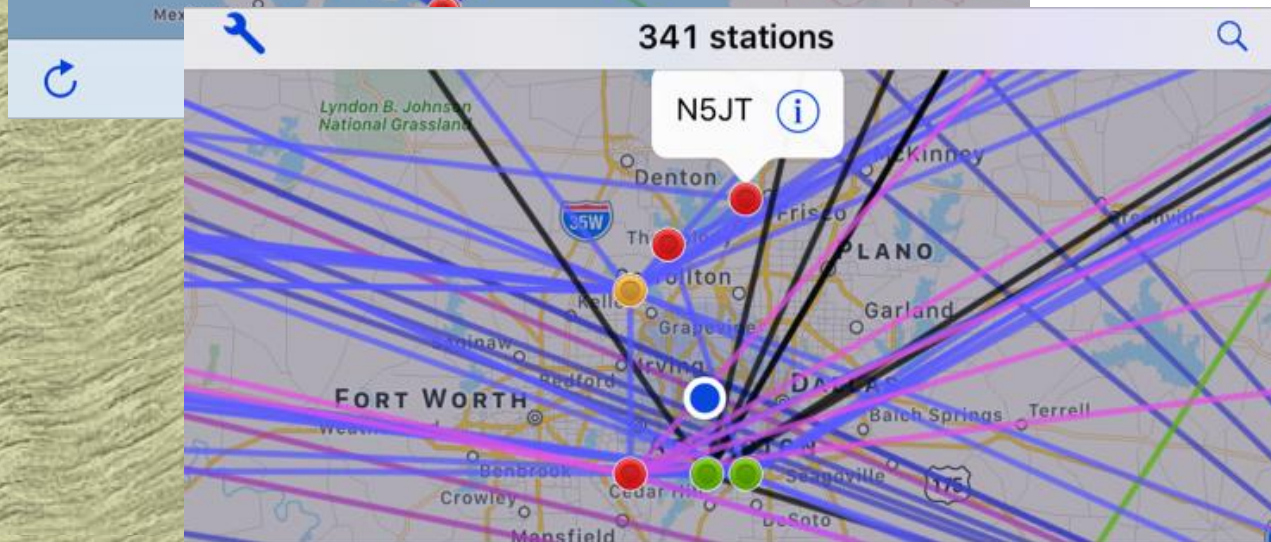 Mex
341 stations
N5JT i
Lyndon B. Johnson
National Grassland
McKinney
Denton
35W
Frisco
PLANO
Garland
Grapevine
Irving
Bedford
DALLAS
FORT WORTH
Balch Springs
Terrell
Benbrook
Seagoville
175
Crowley
Cedar Hill
DeSoto
Mansfield